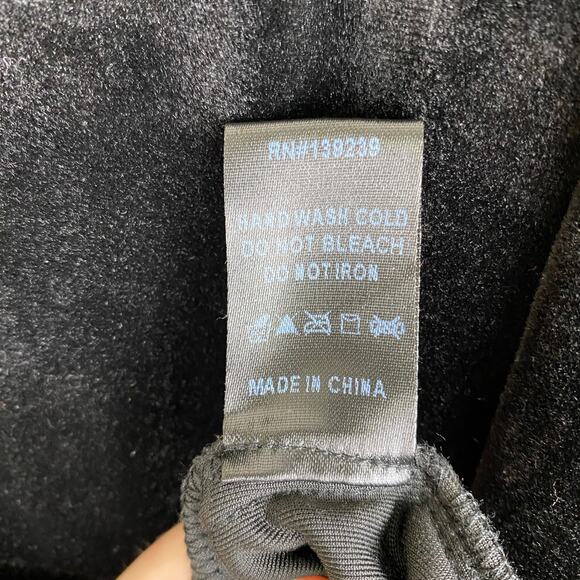 RN#139239
HAND WASH COLD
DO NOT BLEACH
DO NOT IRON
MADE IN CHINA